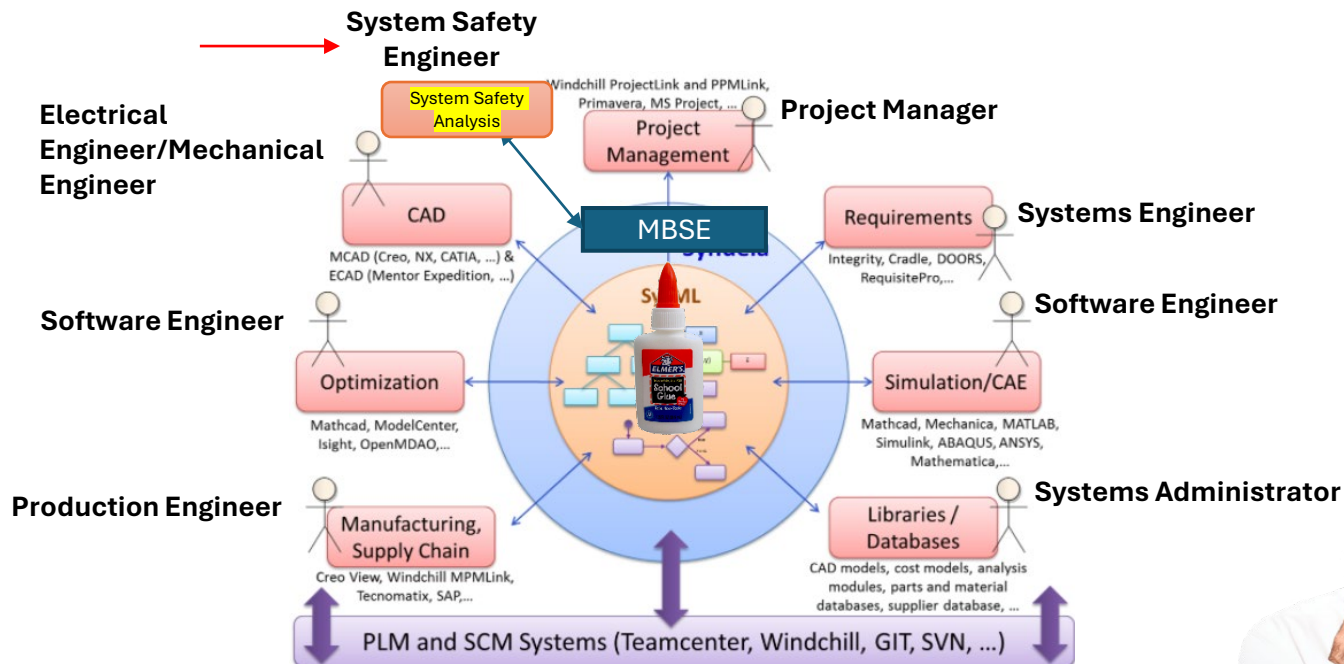 System Safety
Engineer
System Safety
Analysis
Windchill ProjectLink and PPMLink,
Primavera, MS Project, ...
Project
Management
Project Manager
Electrical
Engineer/Mechanical
Engineer
CAD
MCAD (Creo, NX, CATIA, ...) &
ECAD (Mentor Expedition, ...)
MBSE
Requirements
Integrity, Cradle, DOORS,
RequisitePro,...
Systems Engineer
Software Engineer
Optimization
Mathcad, ModelCenter,
Isight, OpenMDAO,...
ELMER'S
School
Glue
Software Engineer
Simulation/CAE
Mathcad, Mechanica, MATLAB,
Simulink, ABAQUS, ANSYS,
Mathematica,...
Production Engineer
Manufacturing,
Supply Chain
Creo View, Windchill MPMLink,
Tecnomatix, SAP,...
Systems Administrator
Libraries /
Databases
CAD models, cost models, analysis
modules, parts and material
databases, supplier database, ...
PLM and SCM Systems (Teamcenter, Windchill, GIT, SVN, ...)